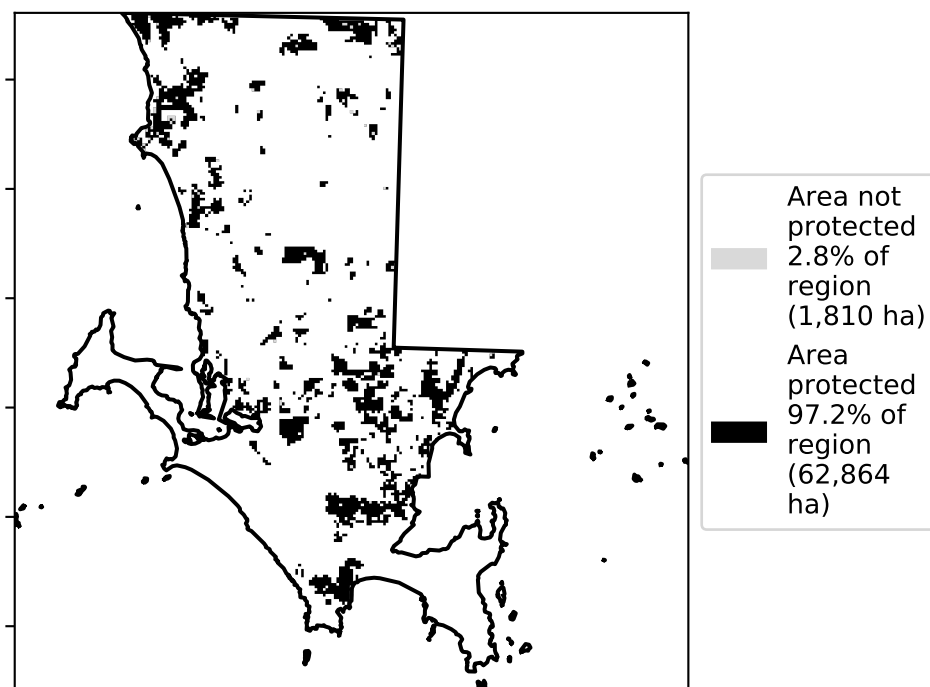 Area not
protected
2.8% of
region
(1,810 ha)
Area
protected
97.2% of
region
(62,864
ha)